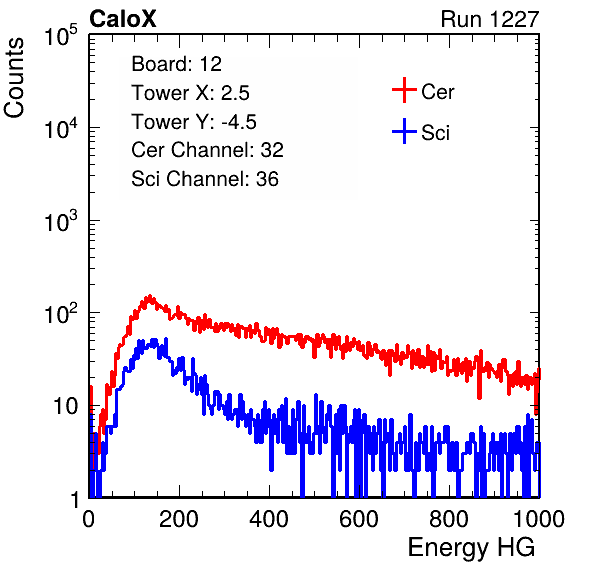 CaloX Run 1227
Board: 12
Tower X: 2.5
Tower Y: -4.5
Cer Channel: 32
Sci Channel: 36
Cer
Sci
Counts
10^5
10^4
10^3
10^2
10
1
0 200 400 600 800 1000
Energy HG